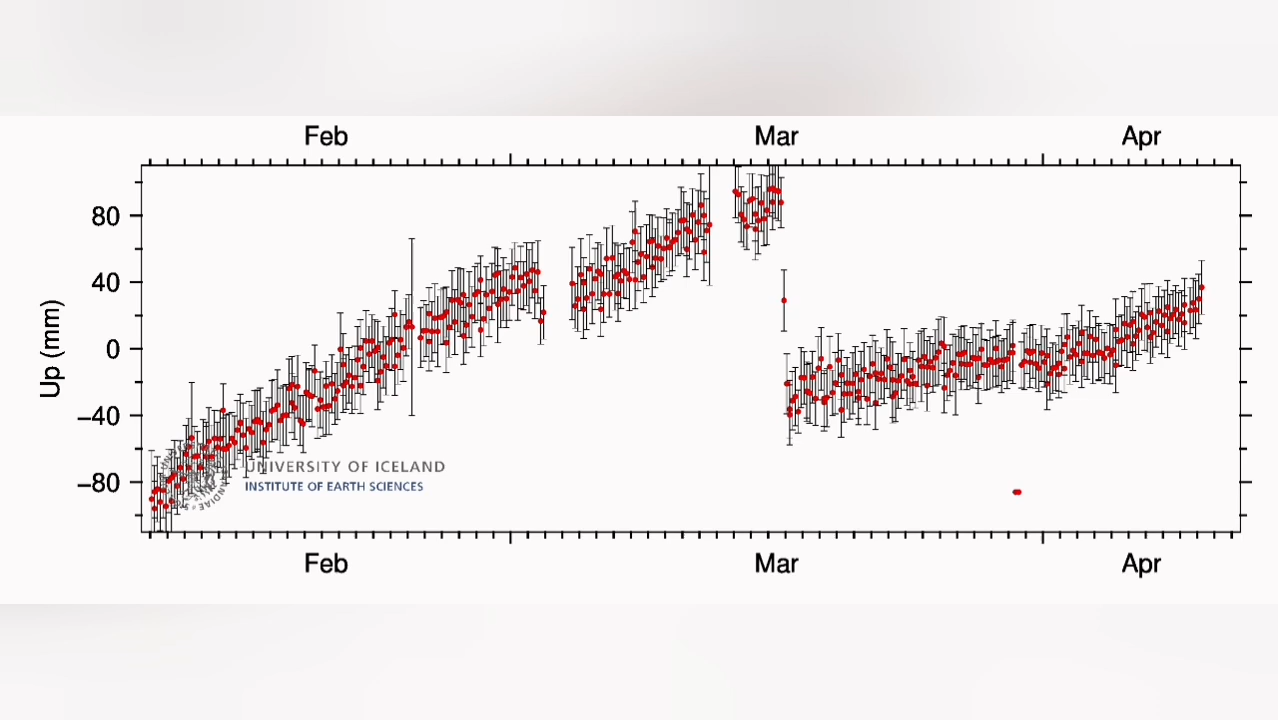 Feb Mar Apr
80
40
0
−40
−80
Up (mm)
UNIVERSITY OF ICELAND
INSTITUTE OF EARTH SCIENCES
Feb Mar Apr